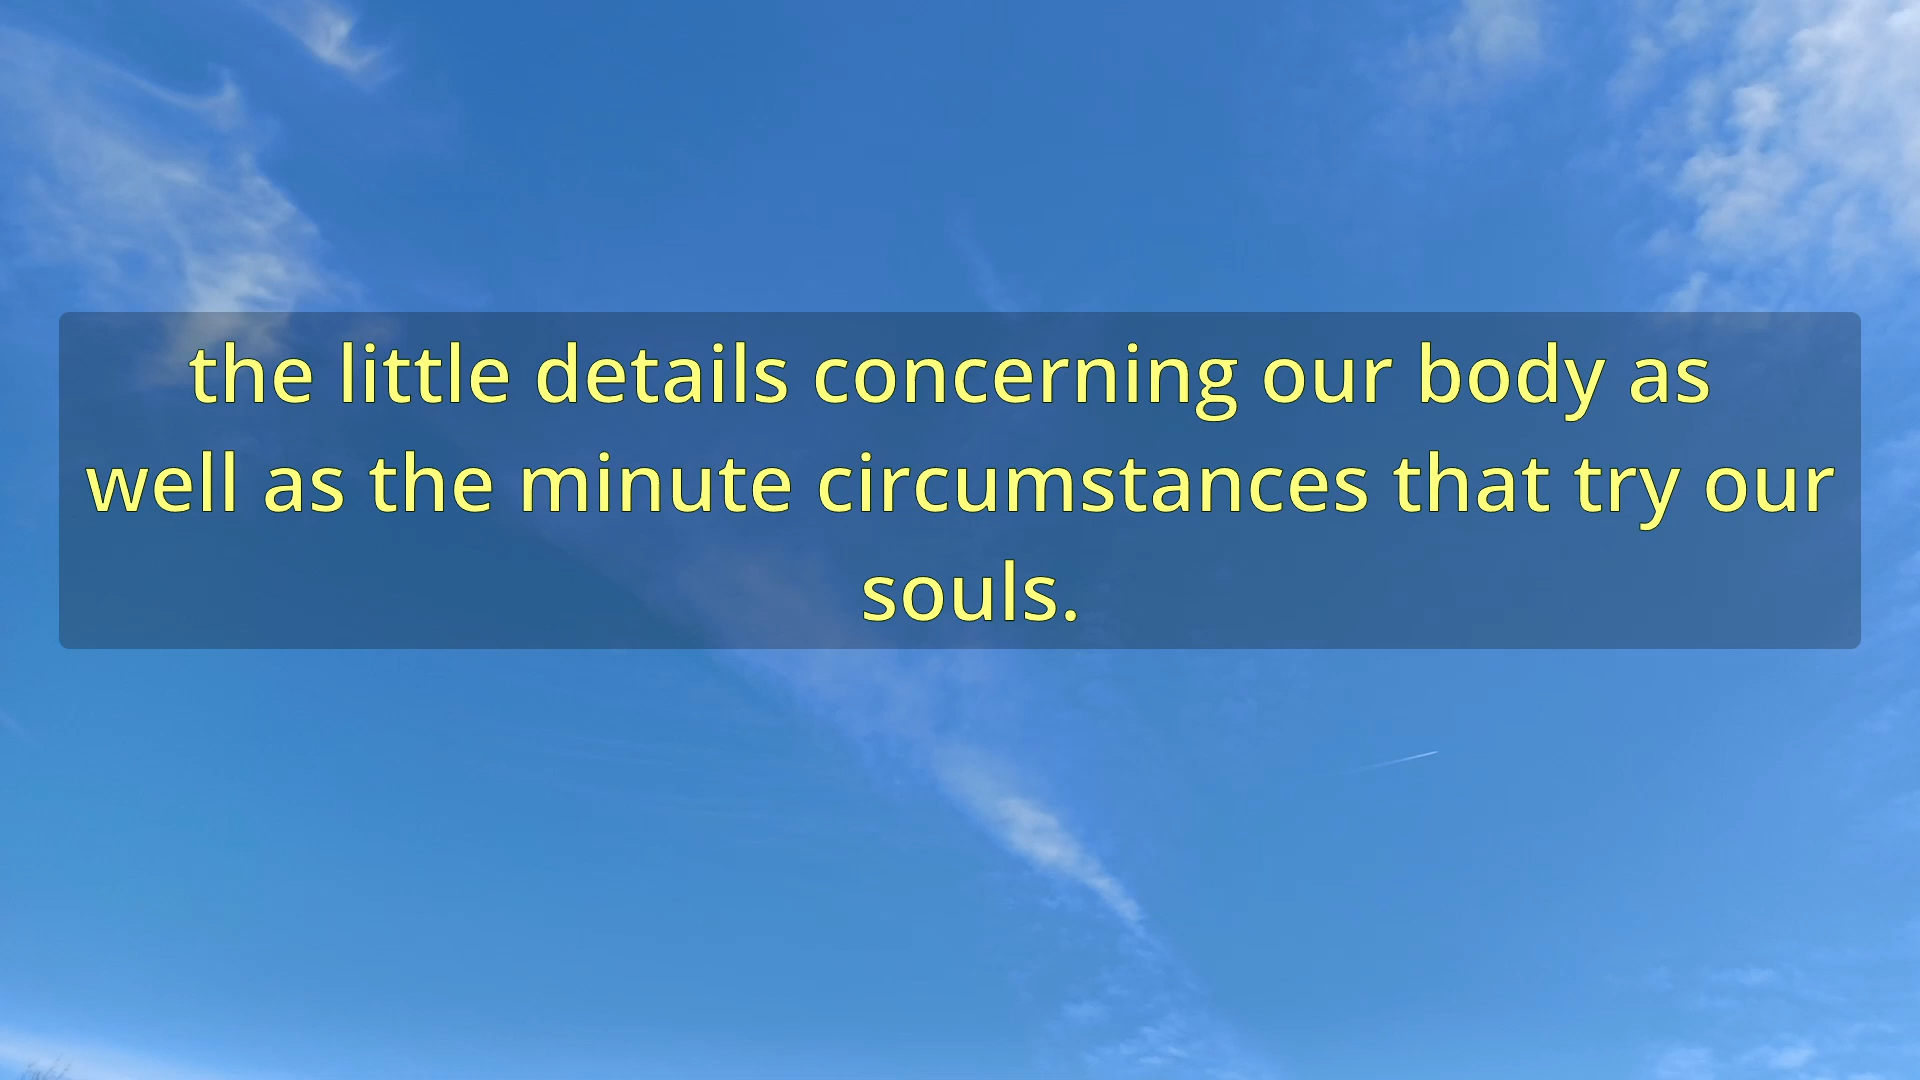 the little details concerning our body as
well as the minute circumstances that try our
souls.